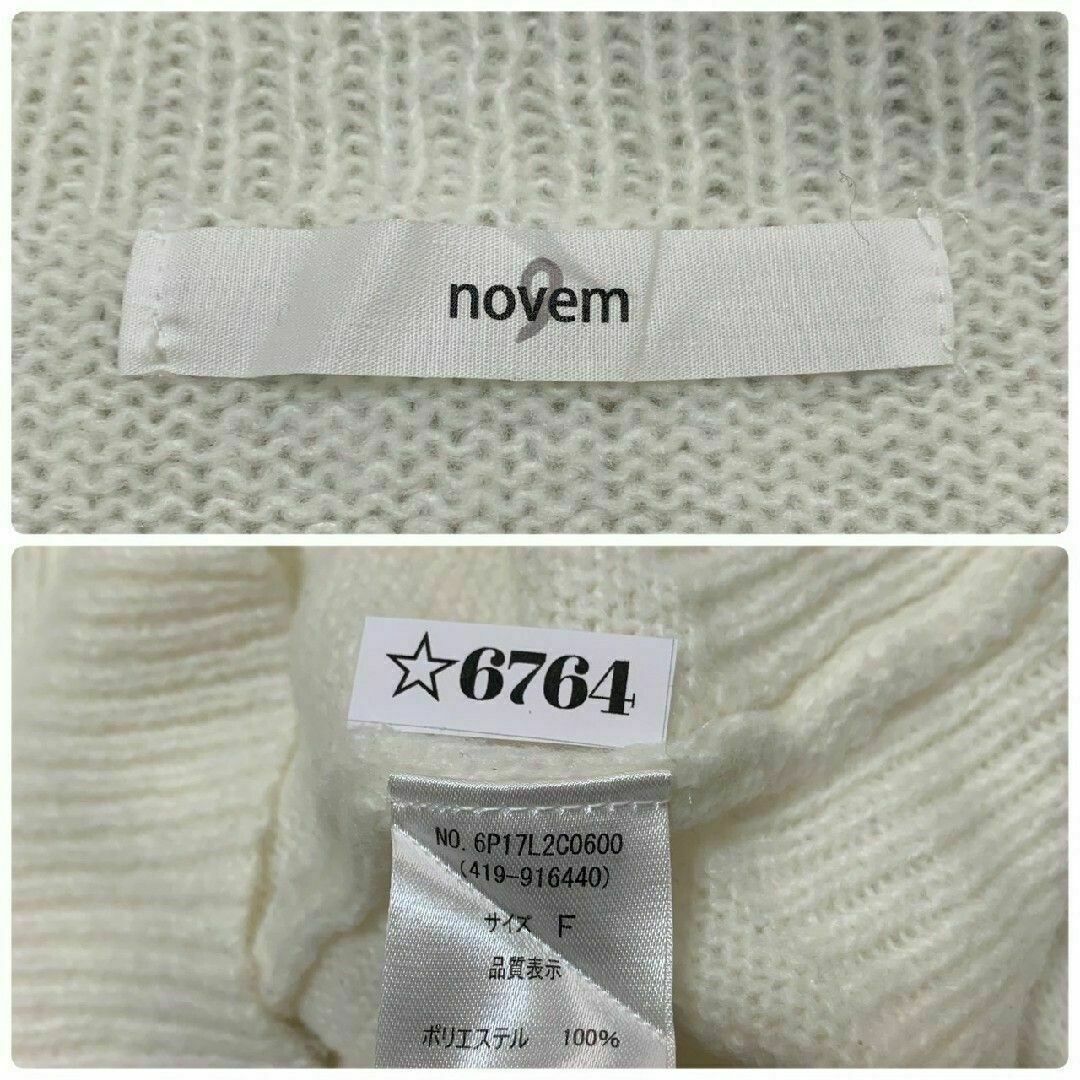 novem
9
☆6764
NO. 6P17L2C0600
(419-916440)
サイズ F
品質表示
ポリエステル 100%